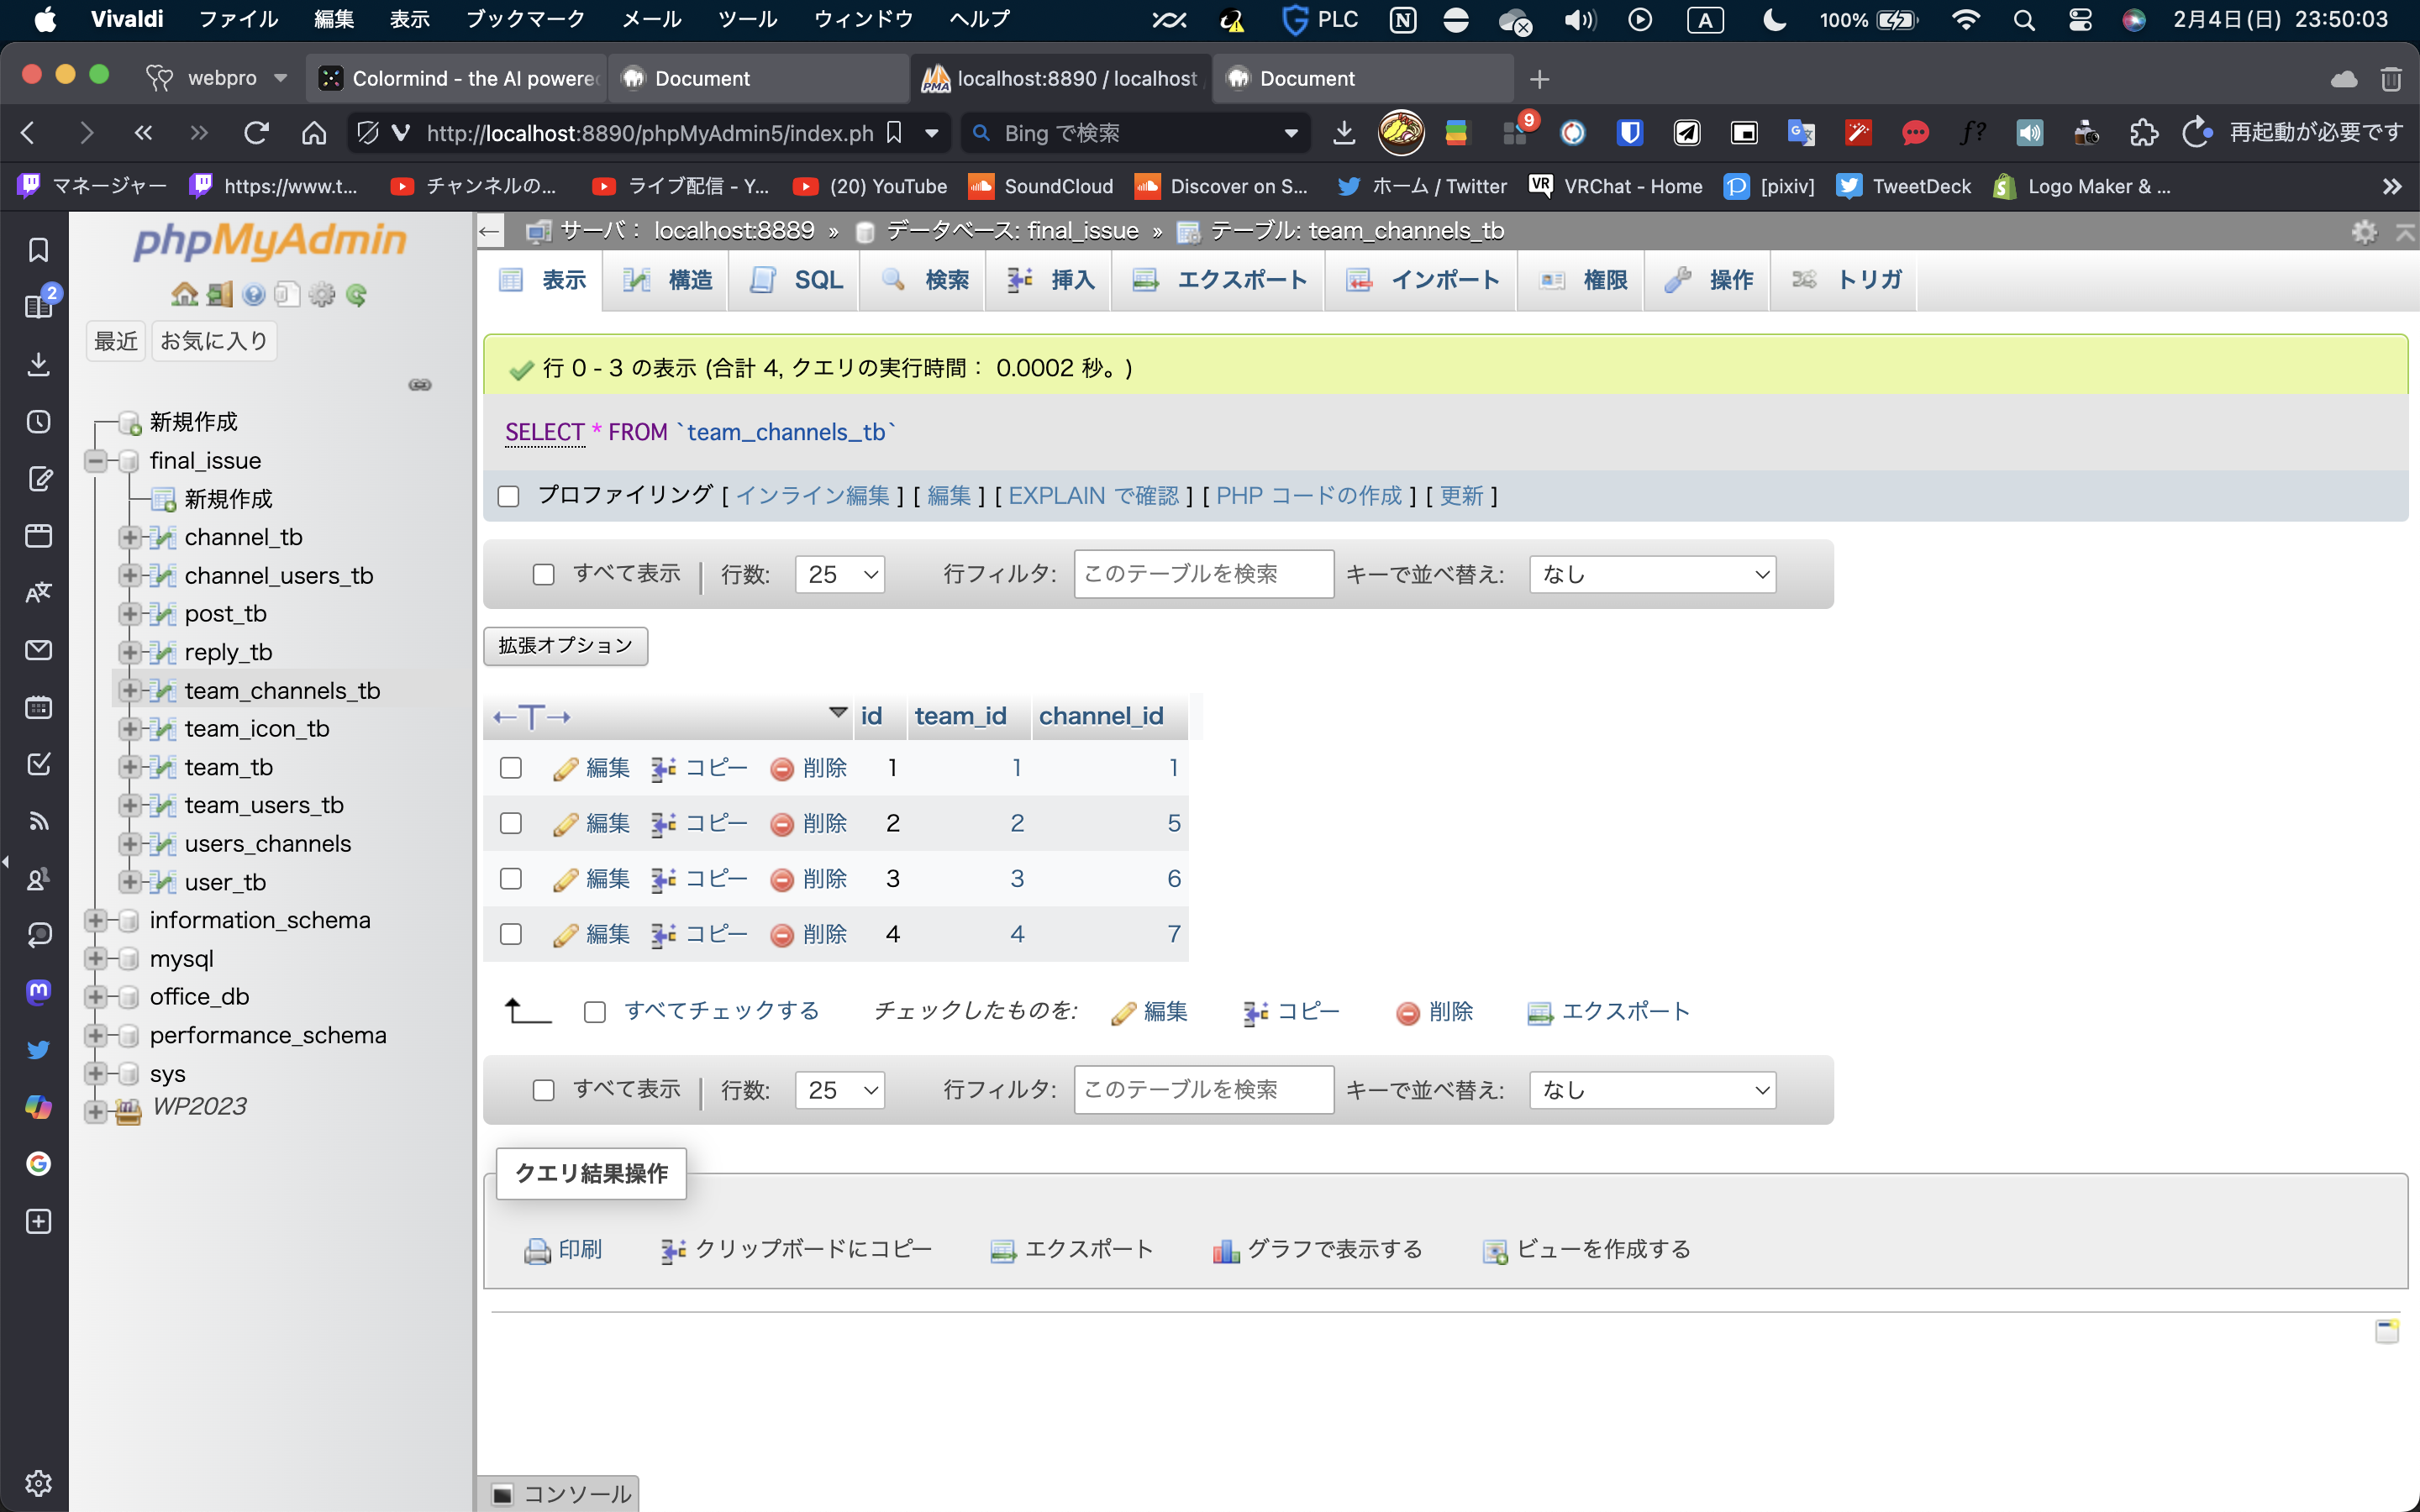 Vivaldi ファイル 編集 表示 ブックマーク メール ツール ウィンドウ ヘルプ PLC A 100% 2月4日(日) 23:50:03
webpro Colormind - the AI powere Document localhost:8890 / localhost Document
http://localhost:8890/phpMyAdmin5/index.ph Bing で検索 9 再起動が必要です
マネージャー https://www.t... チャンネルの... ライブ配信 - Y... (20) YouTube SoundCloud Discover on S... ホーム / Twitter VRChat - Home [pixiv] TweetDeck Logo Maker & ...
2
phpMyAdmin
最近 お気に入り
新規作成
final_issue
新規作成
channel_tb
channel_users_tb
post_tb
reply_tb
team_channels_tb
team_icon_tb
team_tb
team_users_tb
users_channels
user_tb
information_schema
mysql
office_db
performance_schema
sys
WP2023
サーバ： localhost:8889 » データベース: final_issue » テーブル: team_channels_tb
表示 構造 SQL 検索 挿入 エクスポート インポート 権限 操作 トリガ
行 0 - 3 の表示 (合計 4, クエリの実行時間： 0.0002 秒。)
SELECT * FROM `team_channels_tb`
プロファイリング [ インライン編集 ] [ 編集 ] [ EXPLAIN で確認 ] [ PHP コードの作成 ] [ 更新 ]
すべて表示 | 行数: 25 行フィルタ: このテーブルを検索 キーで並べ替え: なし
拡張オプション
←T→ id team_id channel_id
編集 コピー 削除 1 1 1
編集 コピー 削除 2 2 5
編集 コピー 削除 3 3 6
編集 コピー 削除 4 4 7
すべてチェックする チェックしたものを: 編集 コピー 削除 エクスポート
すべて表示 | 行数: 25 行フィルタ: このテーブルを検索 キーで並べ替え: なし
クエリ結果操作
印刷 クリップボードにコピー エクスポート グラフで表示する ビューを作成する
コンソール